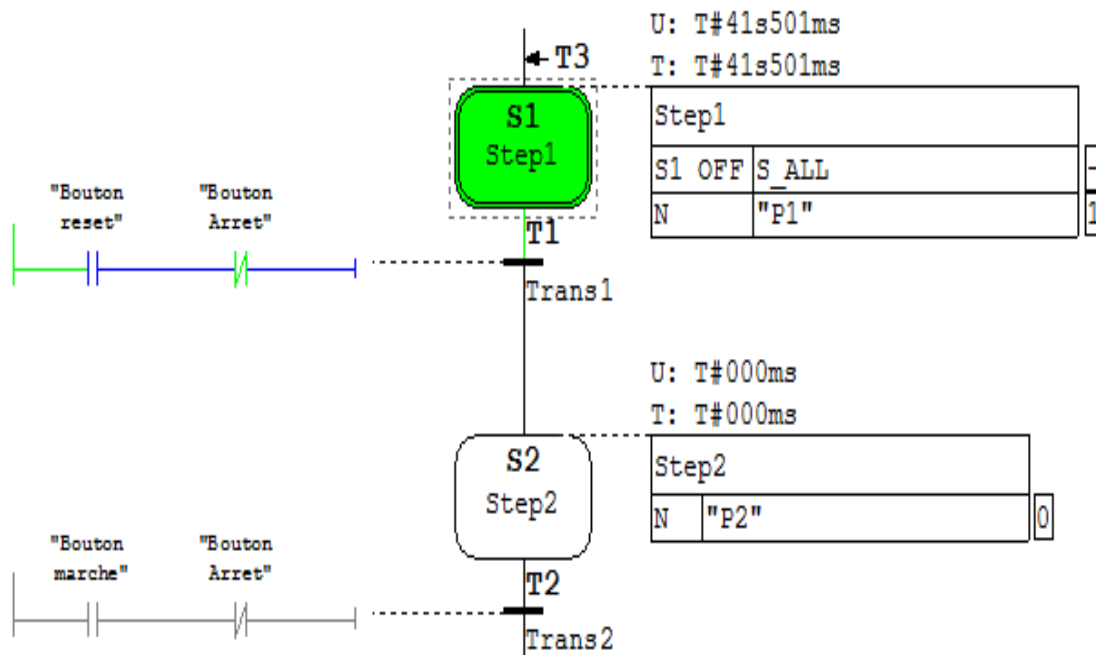 U: T#41s501ms
T3
T: T#41s501ms
S1
Step1
Step1
S1 OFF S_ALL
N "P1" 1
"Bouton reset"
"Bouton Arret"
T1
Trans1
U: T#000ms
T: T#000ms
S2
Step2
Step2
N "P2" 0
"Bouton marche"
"Bouton Arret"
T2
Trans2